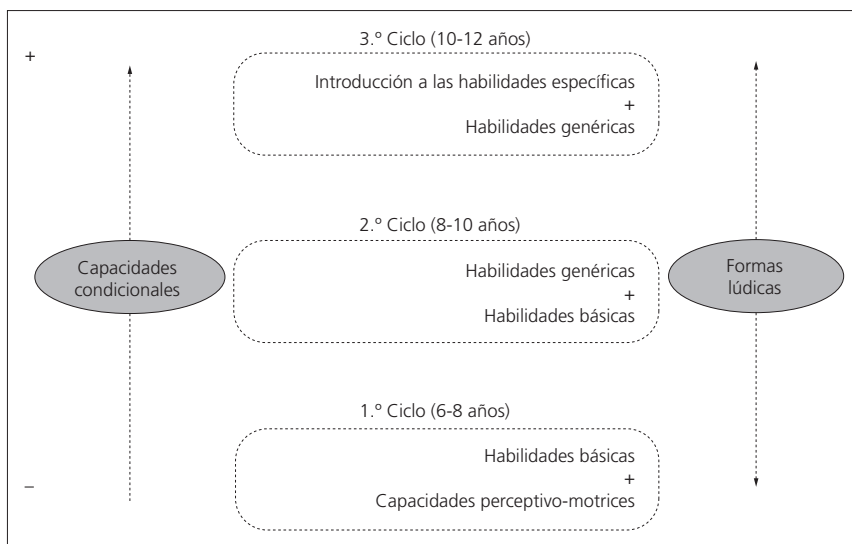 3.º Ciclo (10-12 años)
+
Introducción a las habilidades específicas
+
Habilidades genéricas
2.º Ciclo (8-10 años)
Capacidades
condicionales
Habilidades genéricas
+
Habilidades básicas
Formas
lúdicas
1.º Ciclo (6-8 años)
Habilidades básicas
+
Capacidades perceptivo-motrices
–